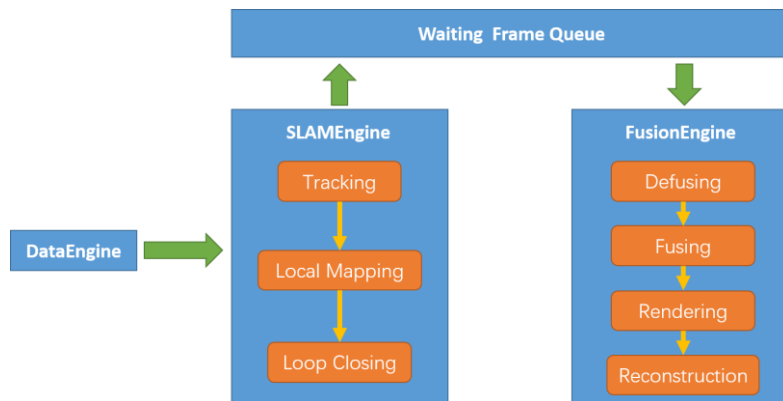 Waiting Frame Queue
SLAMEngine
Tracking
Local Mapping
Loop Closing
DataEngine
FusionEngine
Defusing
Fusing
Rendering
Reconstruction